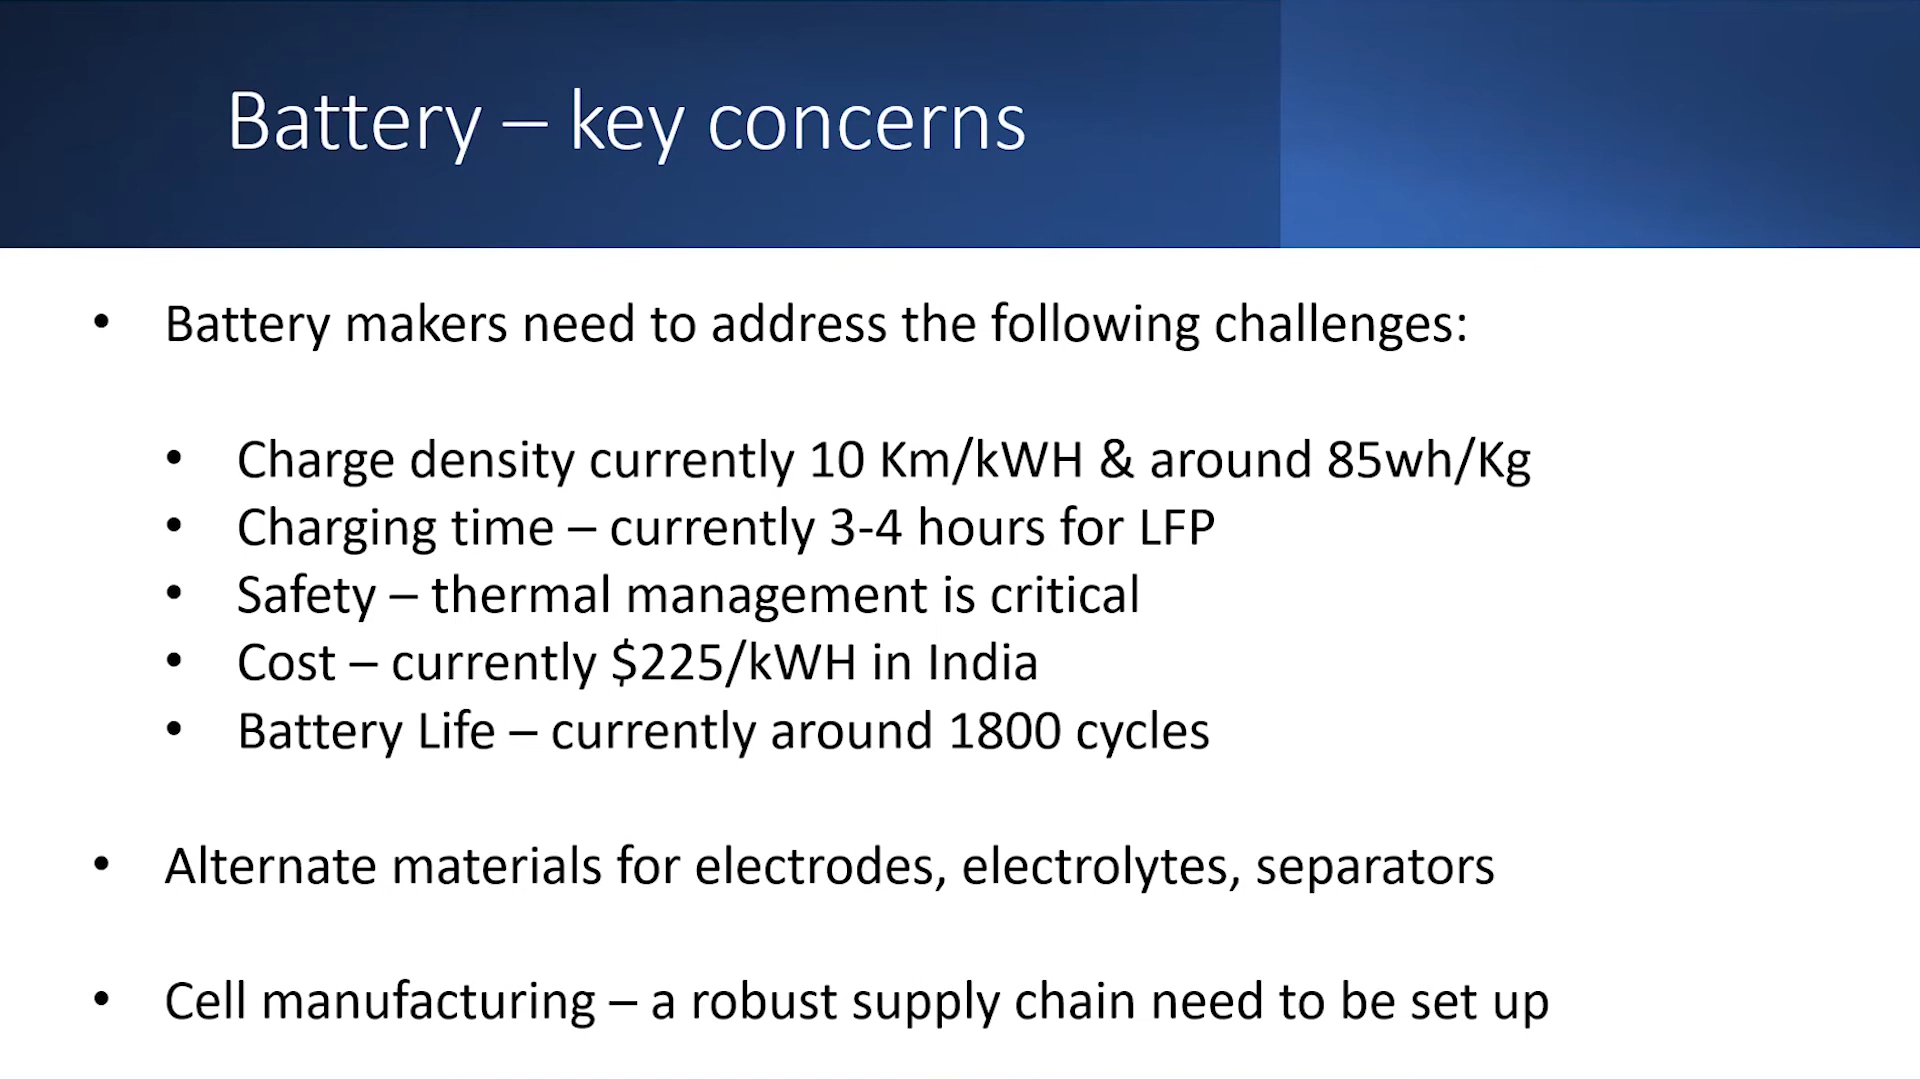 Battery – key concerns
• Battery makers need to address the following challenges:
• Charge density currently 10 Km/kWH & around 85wh/Kg
• Charging time – currently 3-4 hours for LFP
• Safety – thermal management is critical
• Cost – currently $225/kWH in India
• Battery Life – currently around 1800 cycles
• Alternate materials for electrodes, electrolytes, separators
• Cell manufacturing – a robust supply chain need to be set up